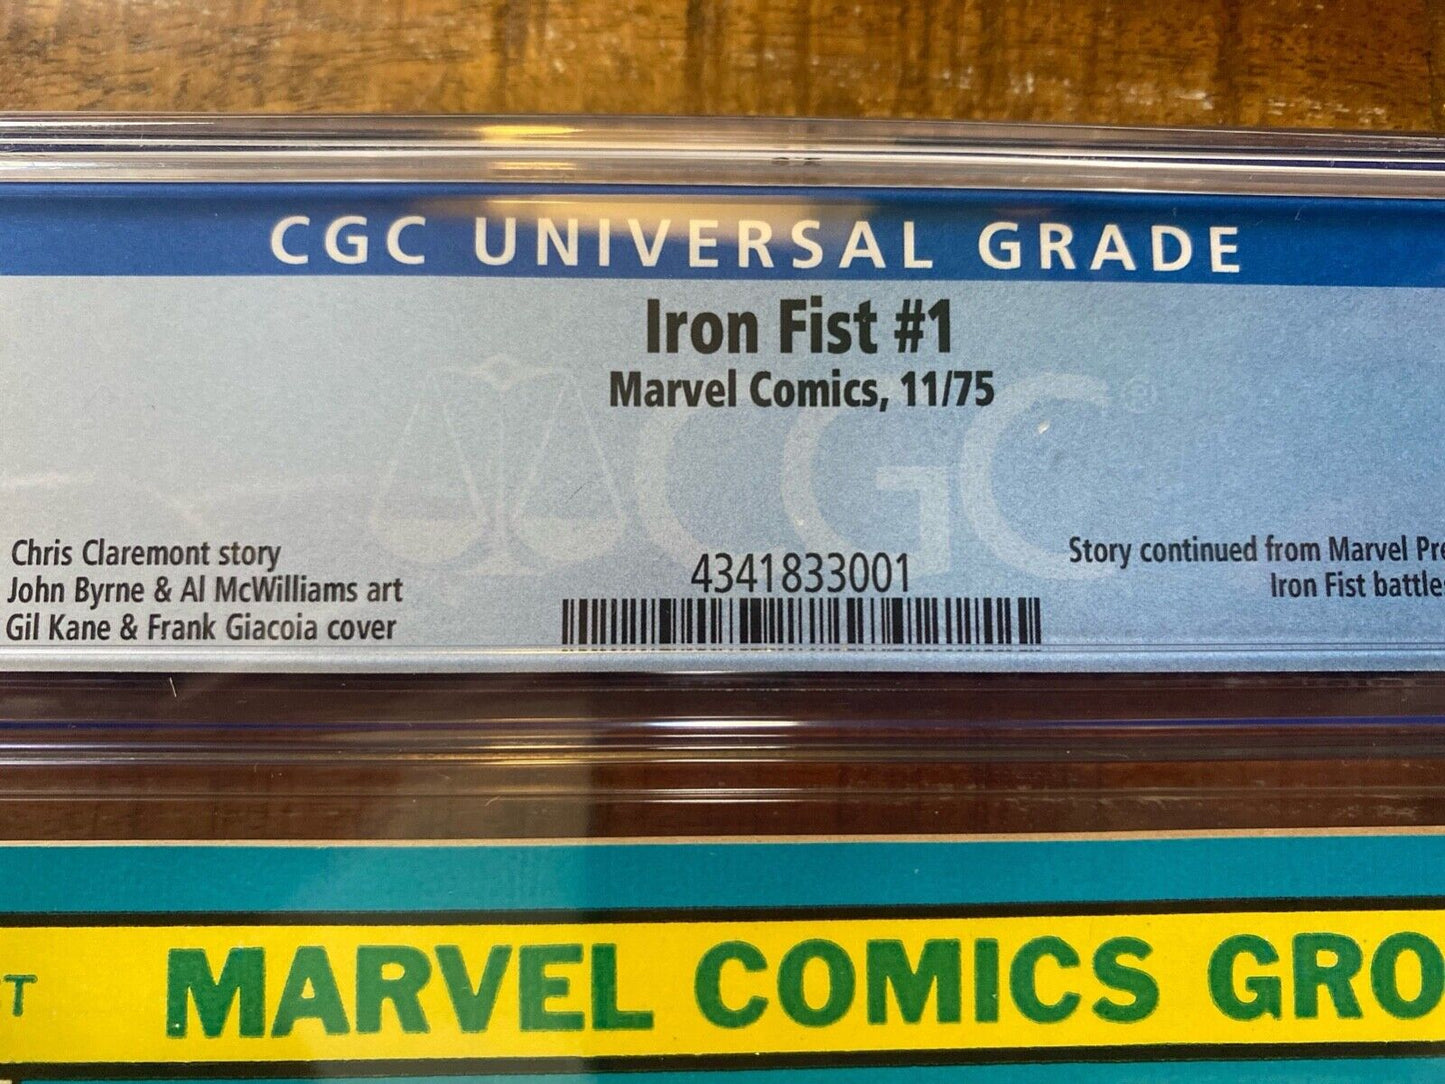 CGC UNIVERSAL GRADE
Iron Fist #1
Marvel Comics, 11/75
CGC®
Chris Claremont story
John Byrne & Al McWilliams art
Gil Kane & Frank Giacoia cover
4341833001
Story continued from Marvel Pre
Iron Fist battle
MARVEL COMICS GRO